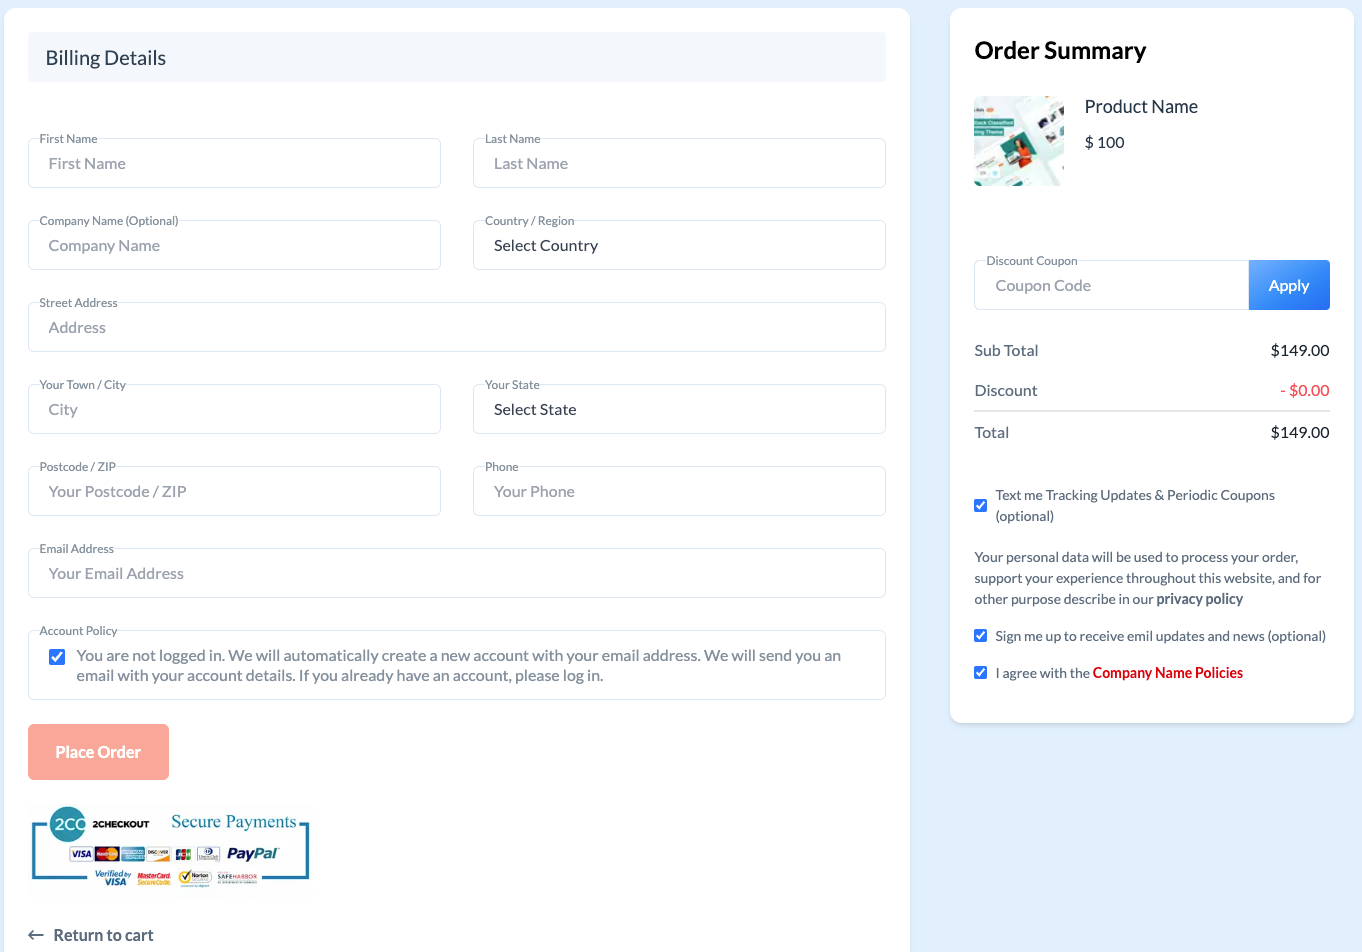 Billing Details
First Name
First Name
Last Name
Last Name
Company Name (Optional)
Company Name
Country / Region
Select Country
Street Address
Address
Your Town / City
City
Your State
Select State
Postcode / ZIP
Your Postcode / ZIP
Phone
Your Phone
Email Address
Your Email Address
Account Policy
You are not logged in. We will automatically create a new account with your email address. We will send you an
email with your account details. If you already have an account, please log in.
Place Order
2CO 2CHECKOUT Secure Payments
VISA MasterCard DISCOVER JCB PayPal
Verified by VISA MasterCard. SecureCode. Norton SAFEHARBOR
← Return to cart
Order Summary
Product Name
$ 100
Discount Coupon
Coupon Code
Apply
Sub Total $149.00
Discount - $0.00
Total $149.00
Text me Tracking Updates & Periodic Coupons
(optional)
Your personal data will be used to process your order,
support your experience throughout this website, and for
other purpose describe in our privacy policy
Sign me up to receive emil updates and news (optional)
I agree with the Company Name Policies